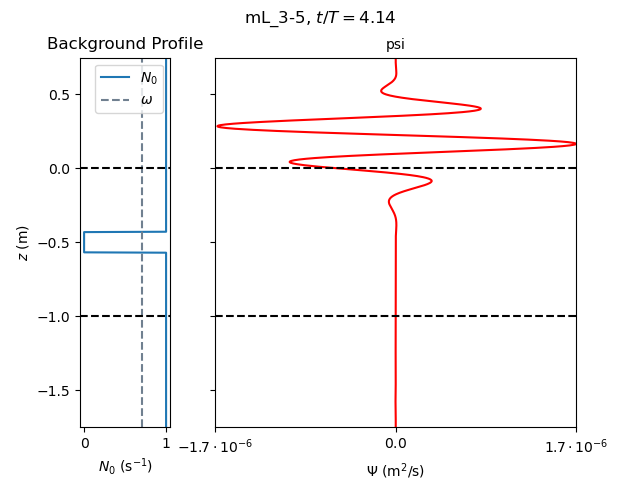 mL_3-5, t/T = 4.14
Background Profile
psi
N₀
ω
0.5
0.0
−0.5
−1.0
−1.5
z (m)
0
1
N₀ (s⁻¹)
−1.7 · 10⁻⁶
0.0
1.7 · 10⁻⁶
Ψ (m²/s)